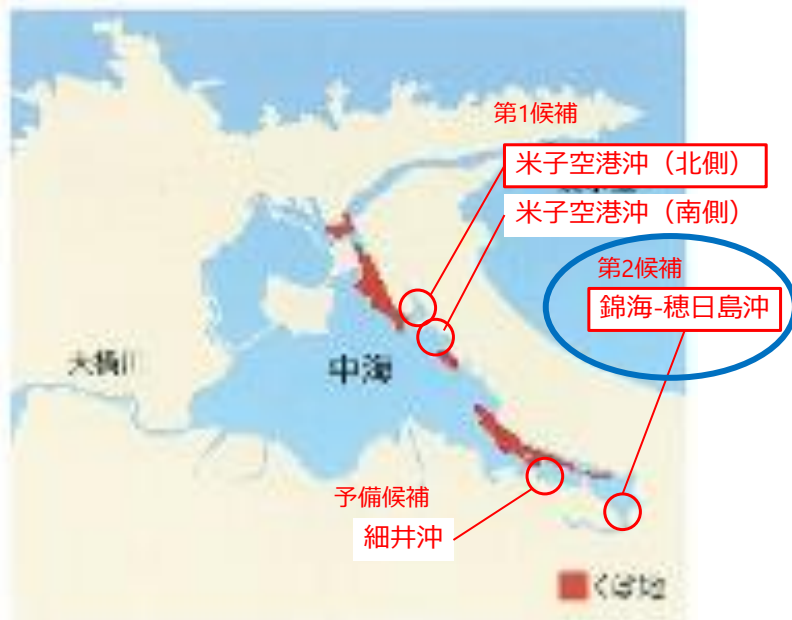 第1候補
米子空港沖（北側）
米子空港沖（南側）
第2候補
錦海-穂日島沖
大橋川
中海
予備候補
細井沖
くぼ地